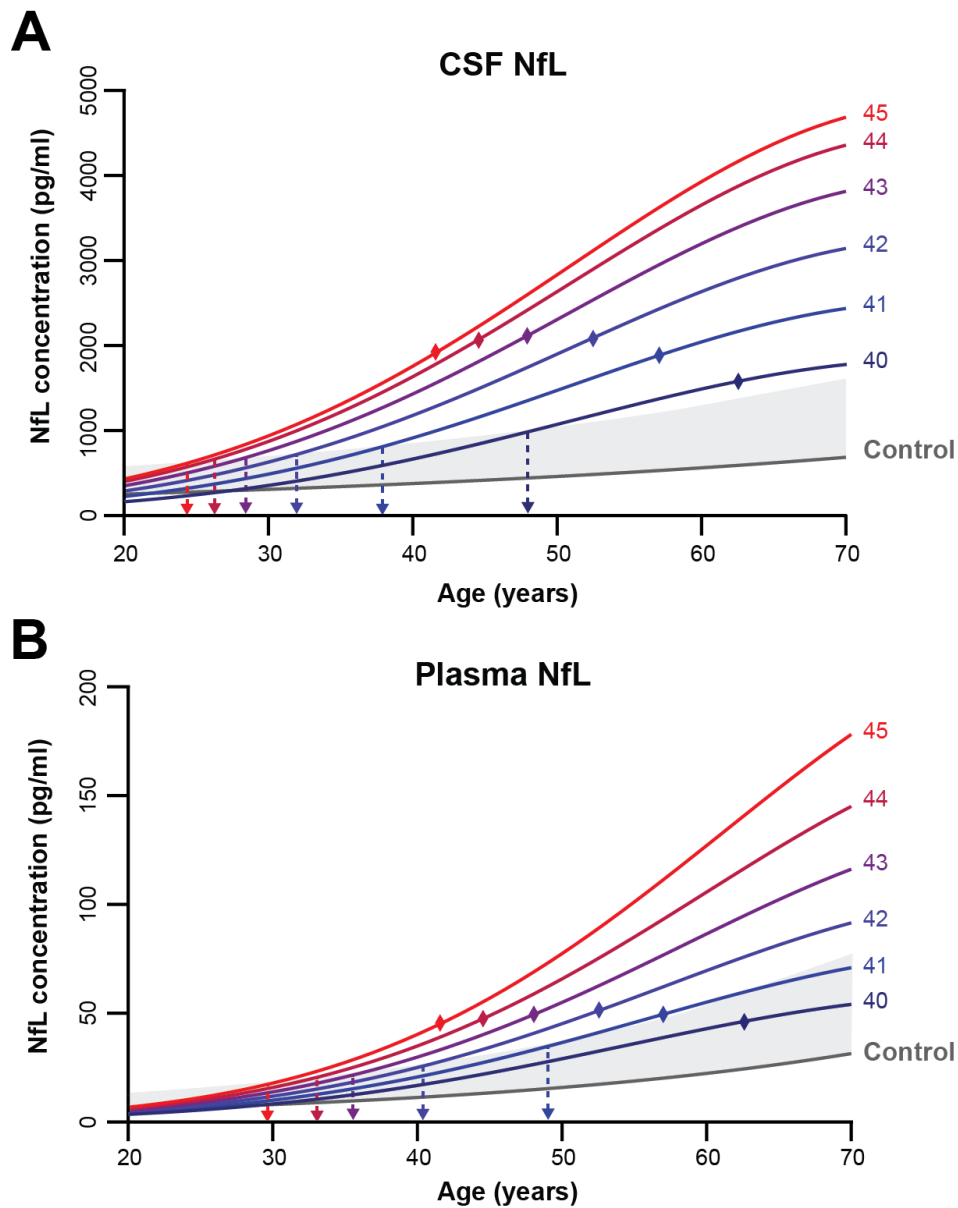 A
CSF NfL
NfL concentration (pg/ml)
5000
4000
3000
2000
1000
0
45
44
43
42
41
40
Control
20 30 40 50 60 70
Age (years)
B
Plasma NfL
NfL concentration (pg/ml)
200
150
100
50
0
45
44
43
42
41
40
Control
20 30 40 50 60 70
Age (years)